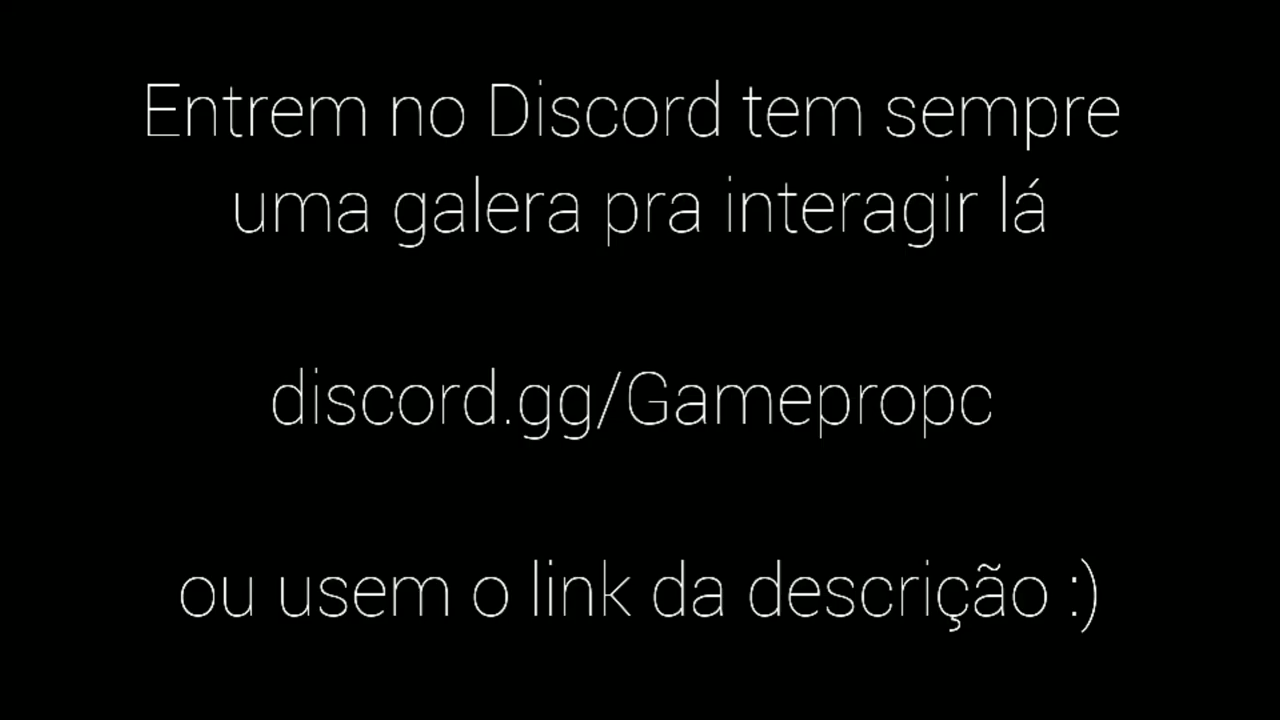 Entrem no Discord tem sempre
uma galera pra interagir lá
discord.gg/Gamepropc
ou usem o link da descrição :)